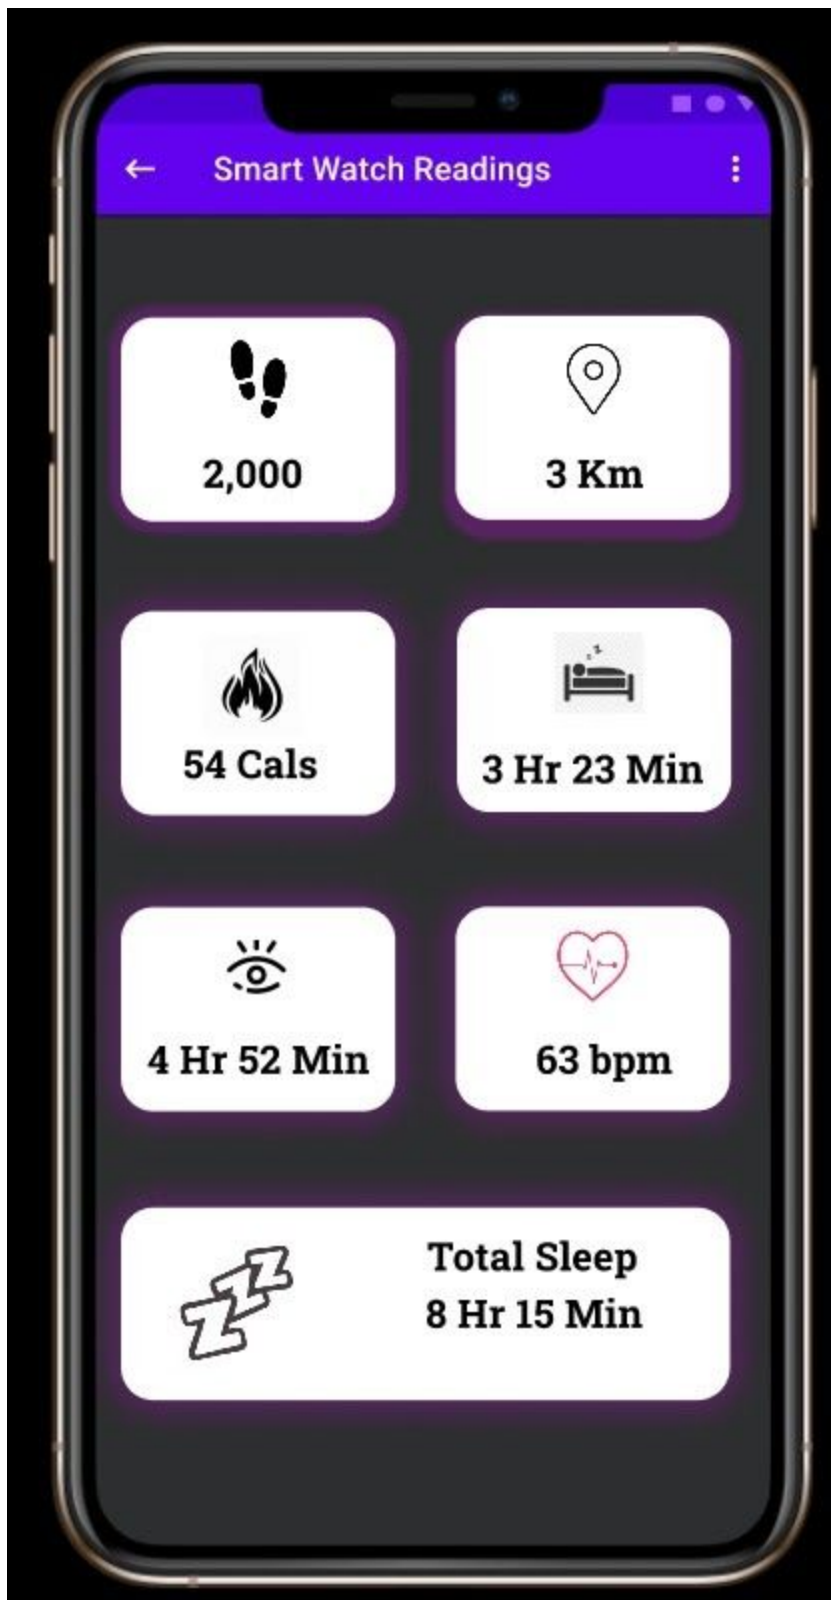 Smart Watch Readings
2,000
3 Km
54 Cals
3 Hr 23 Min
4 Hr 52 Min
63 bpm
Total Sleep
8 Hr 15 Min